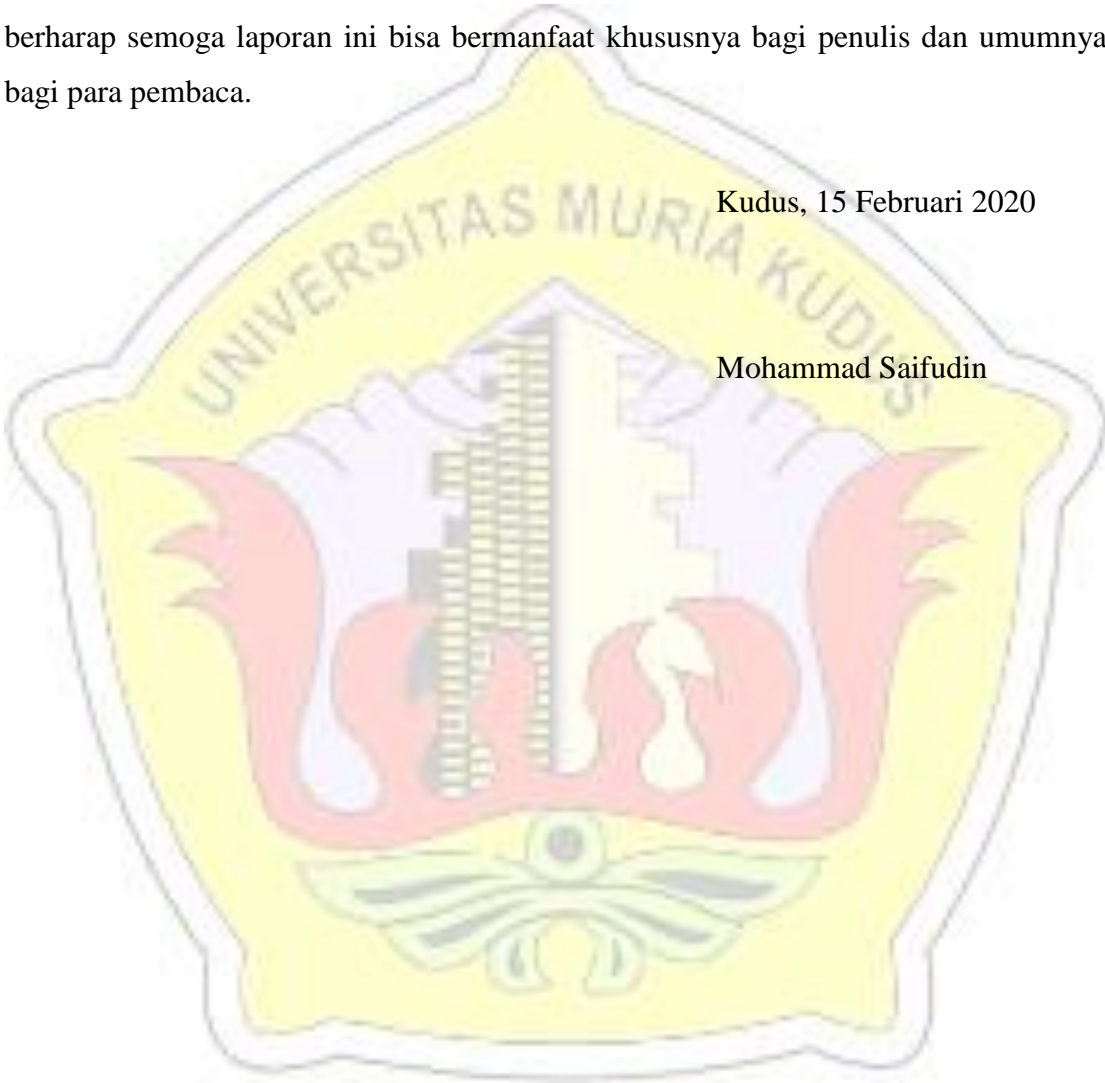 berharap semoga laporan ini bisa bermanfaat khususnya bagi penulis dan umumnya
bagi para pembaca.
Kudus, 15 Februari 2020
UNIVERSITAS MURIA KUDUS
Mohammad Saifudin